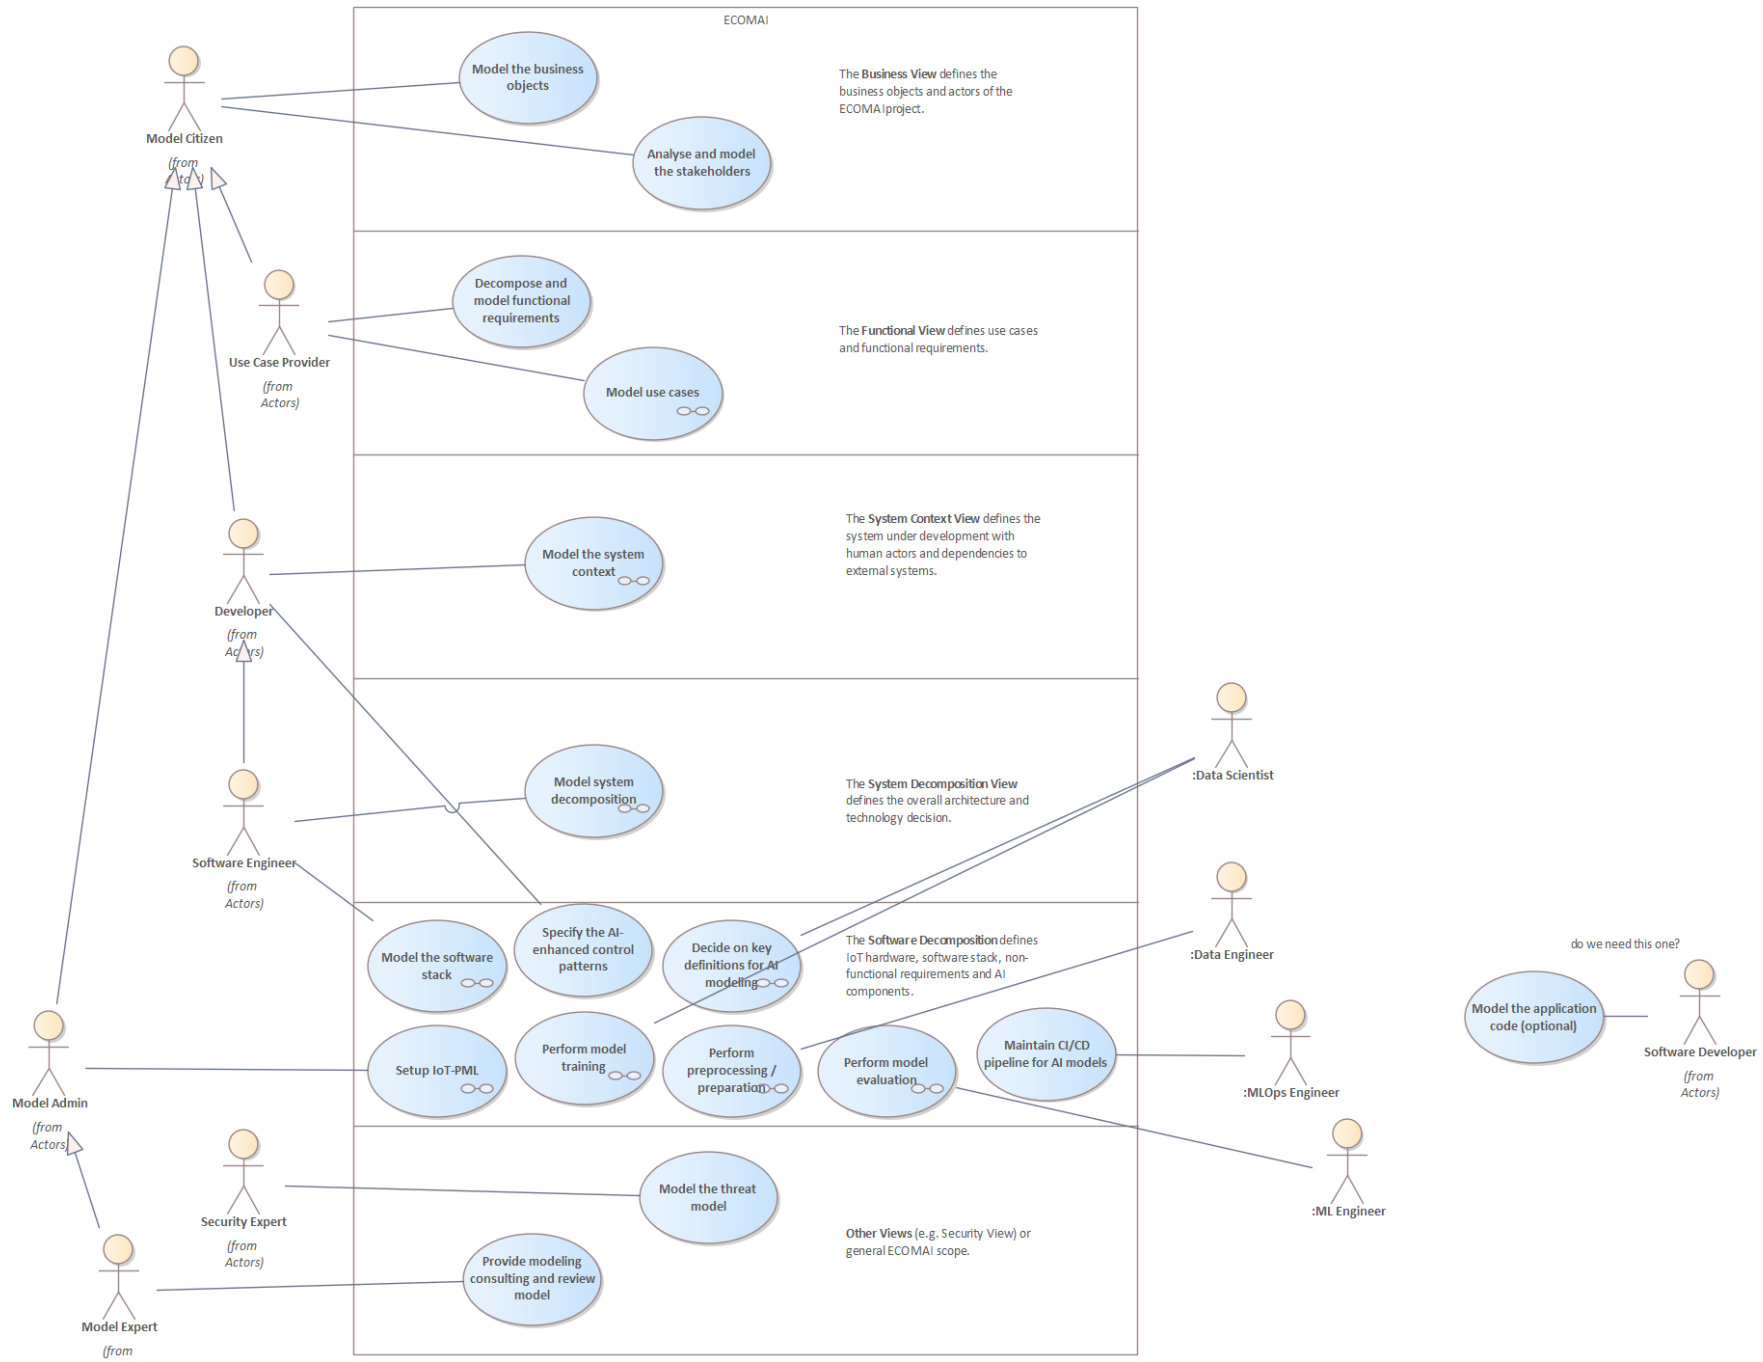 ECOMAI
Model Citizen
(from
Actors)
Model the business
objects
Analyse and model
the stakeholders
The Business View defines the
business objects and actors of the
ECOMAI project.
Use Case Provider
(from
Actors)
Decompose and
model functional
requirements
Model use cases
The Functional View defines use cases
and functional requirements.
Developer
(from
Actors)
Model the system
context
The System Context View defines the
system under development with
human actors and dependencies to
external systems.
Software Engineer
(from
Actors)
Model system
decomposition
The System Decomposition View
defines the overall architecture and
technology decision.
:Data Scientist
Model the software
stack
Specify the AI-
enhanced control
patterns
Decide on key
definitions for AI
modeling
The Software Decomposition defines
IoT hardware, software stack, non-
functional requirements and AI
components.
:Data Engineer
Model Admin
(from
Actors)
Setup IoT-PML
Perform model
training
Perform
preprocessing /
preparation
Perform model
evaluation
Maintain CI/CD
pipeline for AI models
:MLOps Engineer
do we need this one?
Model the application
code (optional)
Software Developer
(from
Actors)
:ML Engineer
Security Expert
(from
Actors)
Model the threat
model
Other Views (e.g. Security View) or
general ECOMAI scope.
Model Expert
(from
Provide modeling
consulting and review
model